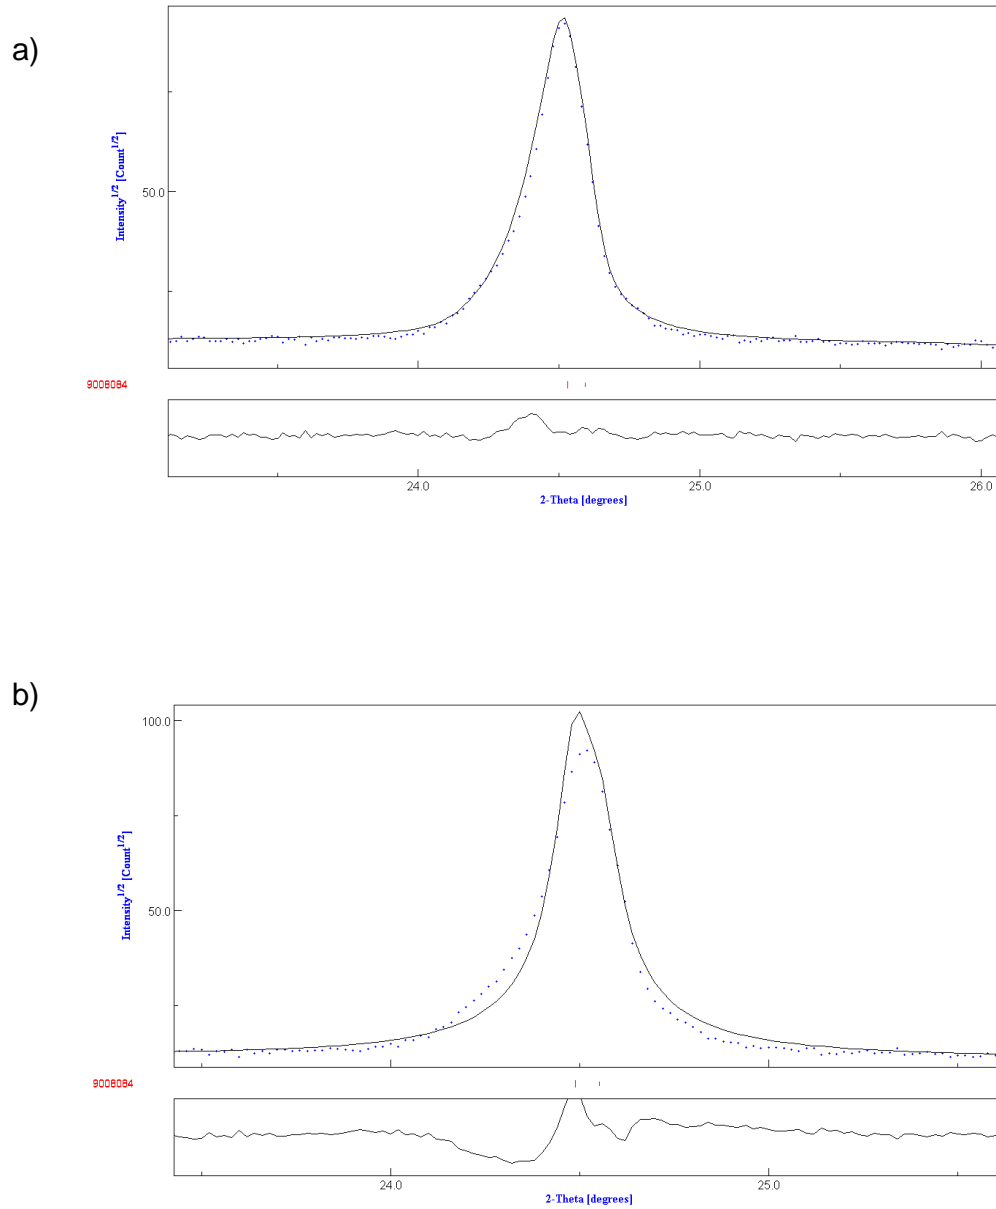 a)
Intensity1/2 [Count1/2]
50.0
9008084
24.0 25.0 26.0
2-Theta [degrees]
b)
100.0
Intensity1/2 [Count1/2]
50.0
9008084
24.0 25.0
2-Theta [degrees]